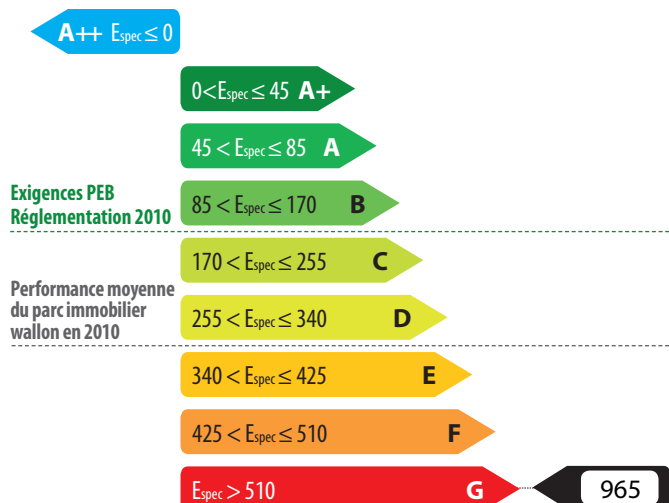 A++ Espec ≤ 0
0<Espec ≤ 45 A+
45 < Espec ≤ 85 A
Exigences PEB
Réglementation 2010
85 < Espec ≤ 170 B
170 < Espec ≤ 255 C
Performance moyenne
du parc immobilier
wallon en 2010
255 < Espec ≤ 340 D
340 < Espec ≤ 425 E
425 < Espec ≤ 510 F
Espec > 510 G 965